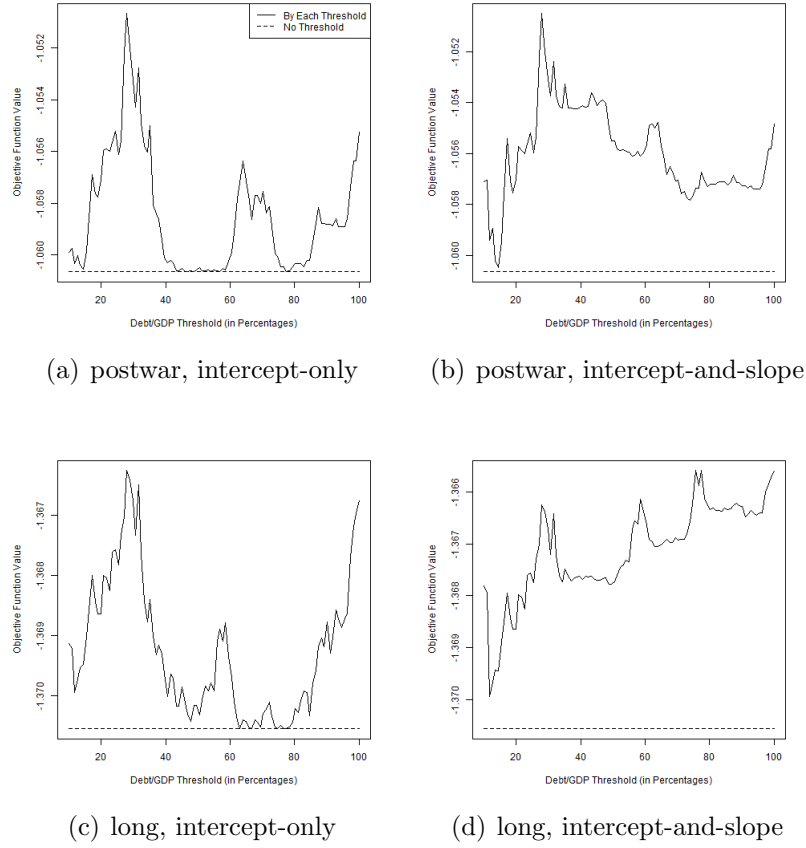 By Each Threshold
No Threshold
Objective Function Value
-1.052
-1.054
-1.056
-1.058
-1.060
20 40 60 80 100
Debt/GDP Threshold (in Percentages)
(a) postwar, intercept-only
Objective Function Value
-1.052
-1.054
-1.056
-1.058
-1.060
20 40 60 80 100
Debt/GDP Threshold (in Percentages)
(b) postwar, intercept-and-slope
Objective Function Value
-1.367
-1.368
-1.369
-1.370
20 40 60 80 100
Debt/GDP Threshold (in Percentages)
(c) long, intercept-only
Objective Function Value
-1.366
-1.367
-1.368
-1.369
-1.370
20 40 60 80 100
Debt/GDP Threshold (in Percentages)
(d) long, intercept-and-slope